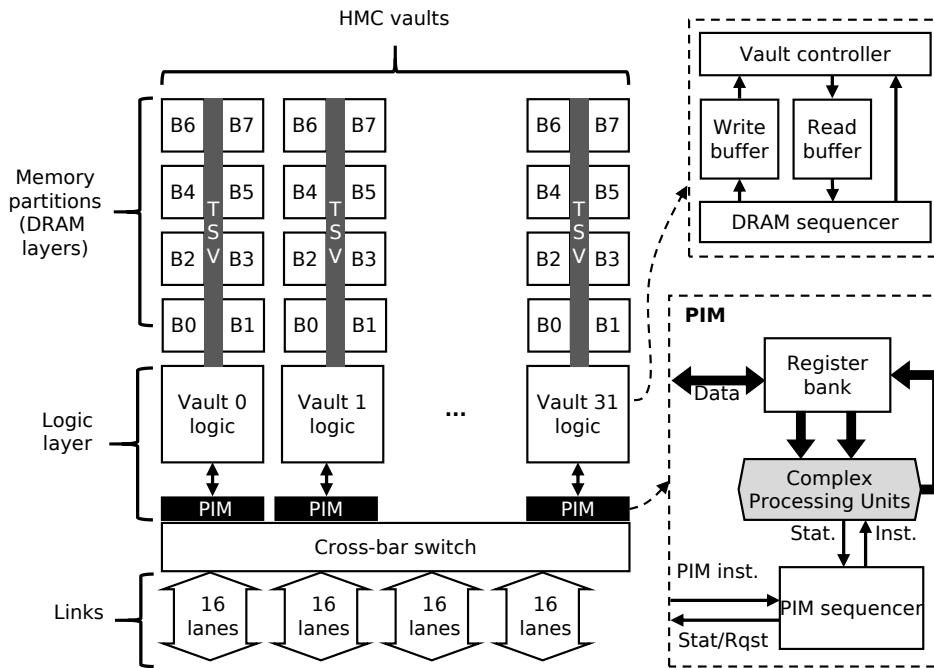 HMC vaults
B6
B7
B6
B7
B6
B7
B4
B5
B4
B5
B4
B5
B2
B3
B2
B3
B2
B3
B0
B1
B0
B1
B0
B1
T
S
V
T
S
V
T
S
V
Memory
partitions
(DRAM
layers)
Logic
layer
Vault 0
logic
Vault 1
logic
...
Vault 31
logic
PIM
PIM
PIM
Cross-bar switch
Links
16
lanes
16
lanes
16
lanes
16
lanes
Vault controller
Write
buffer
Read
buffer
DRAM sequencer
PIM
Register
bank
Data
Complex
Processing Units
Stat.
Inst.
PIM inst.
PIM sequencer
Stat/Rqst